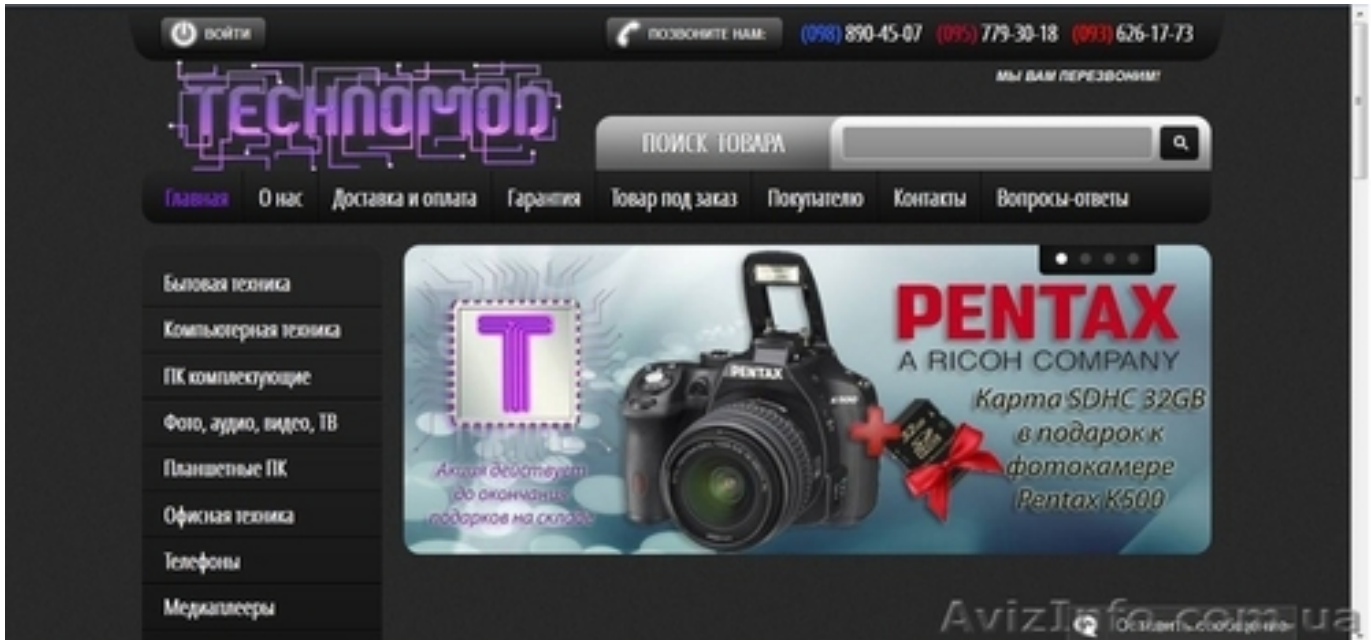 ВОЙТИ
ПОЗВОНИТЕ НАМ: (098) 890-45-07 (095) 779-30-18 (093) 626-17-73
МЫ ВАМ ПЕРЕЗВОНИМ!
TECHNOMOD
ПОИСК ТОВАРА
Главная О нас Доставка и оплата Гарантия Товар под заказ Покупателю Контакты Вопросы-ответы
Бытовая техника
Компьютерная техника
ПК комплектующие
Фото, аудио, видео, ТВ
Планшетные ПК
Офисная техника
Телефоны
Медиаплееры
T
Акция действует
до окончания
подарков на складе
PENTAX
K500
32GB
PENTAX
A RICOH COMPANY
Карта SDHC 32GB
в подарок к
фотокамере
Pentax K500
AvizInfo.com.ua
Оставить сообщение